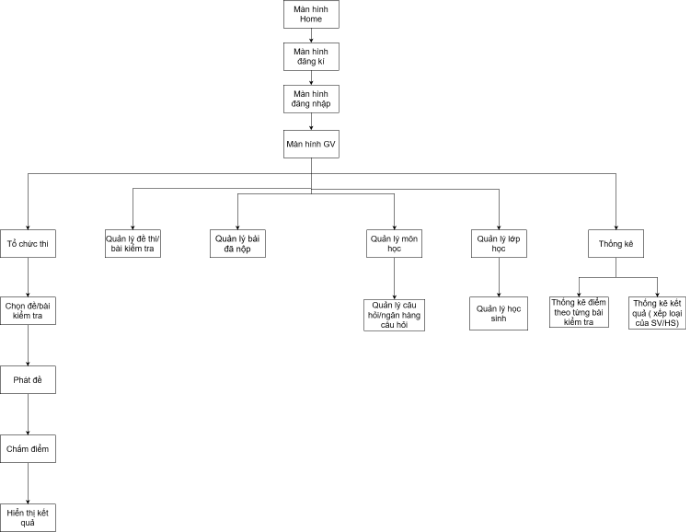 Màn hình
Home
Màn hình
đăng kí
Màn hình
đăng nhập
Màn hình GV
Tổ chức thi
Quản lý đề thi/
bài kiểm tra
Quản lý bài
đã nộp
Quản lý môn
học
Quản lý lớp
học
Thống kê
Chọn đề/bài
kiểm tra
Quản lý câu
hỏi/ngân hàng
câu hỏi
Quản lý học
sinh
Thống kê điểm
theo từng bài
kiểm tra
Thống kê kết
quả ( xếp loại
của SV/HS)
Phát đề
Chấm điểm
Hiển thị kết
quả